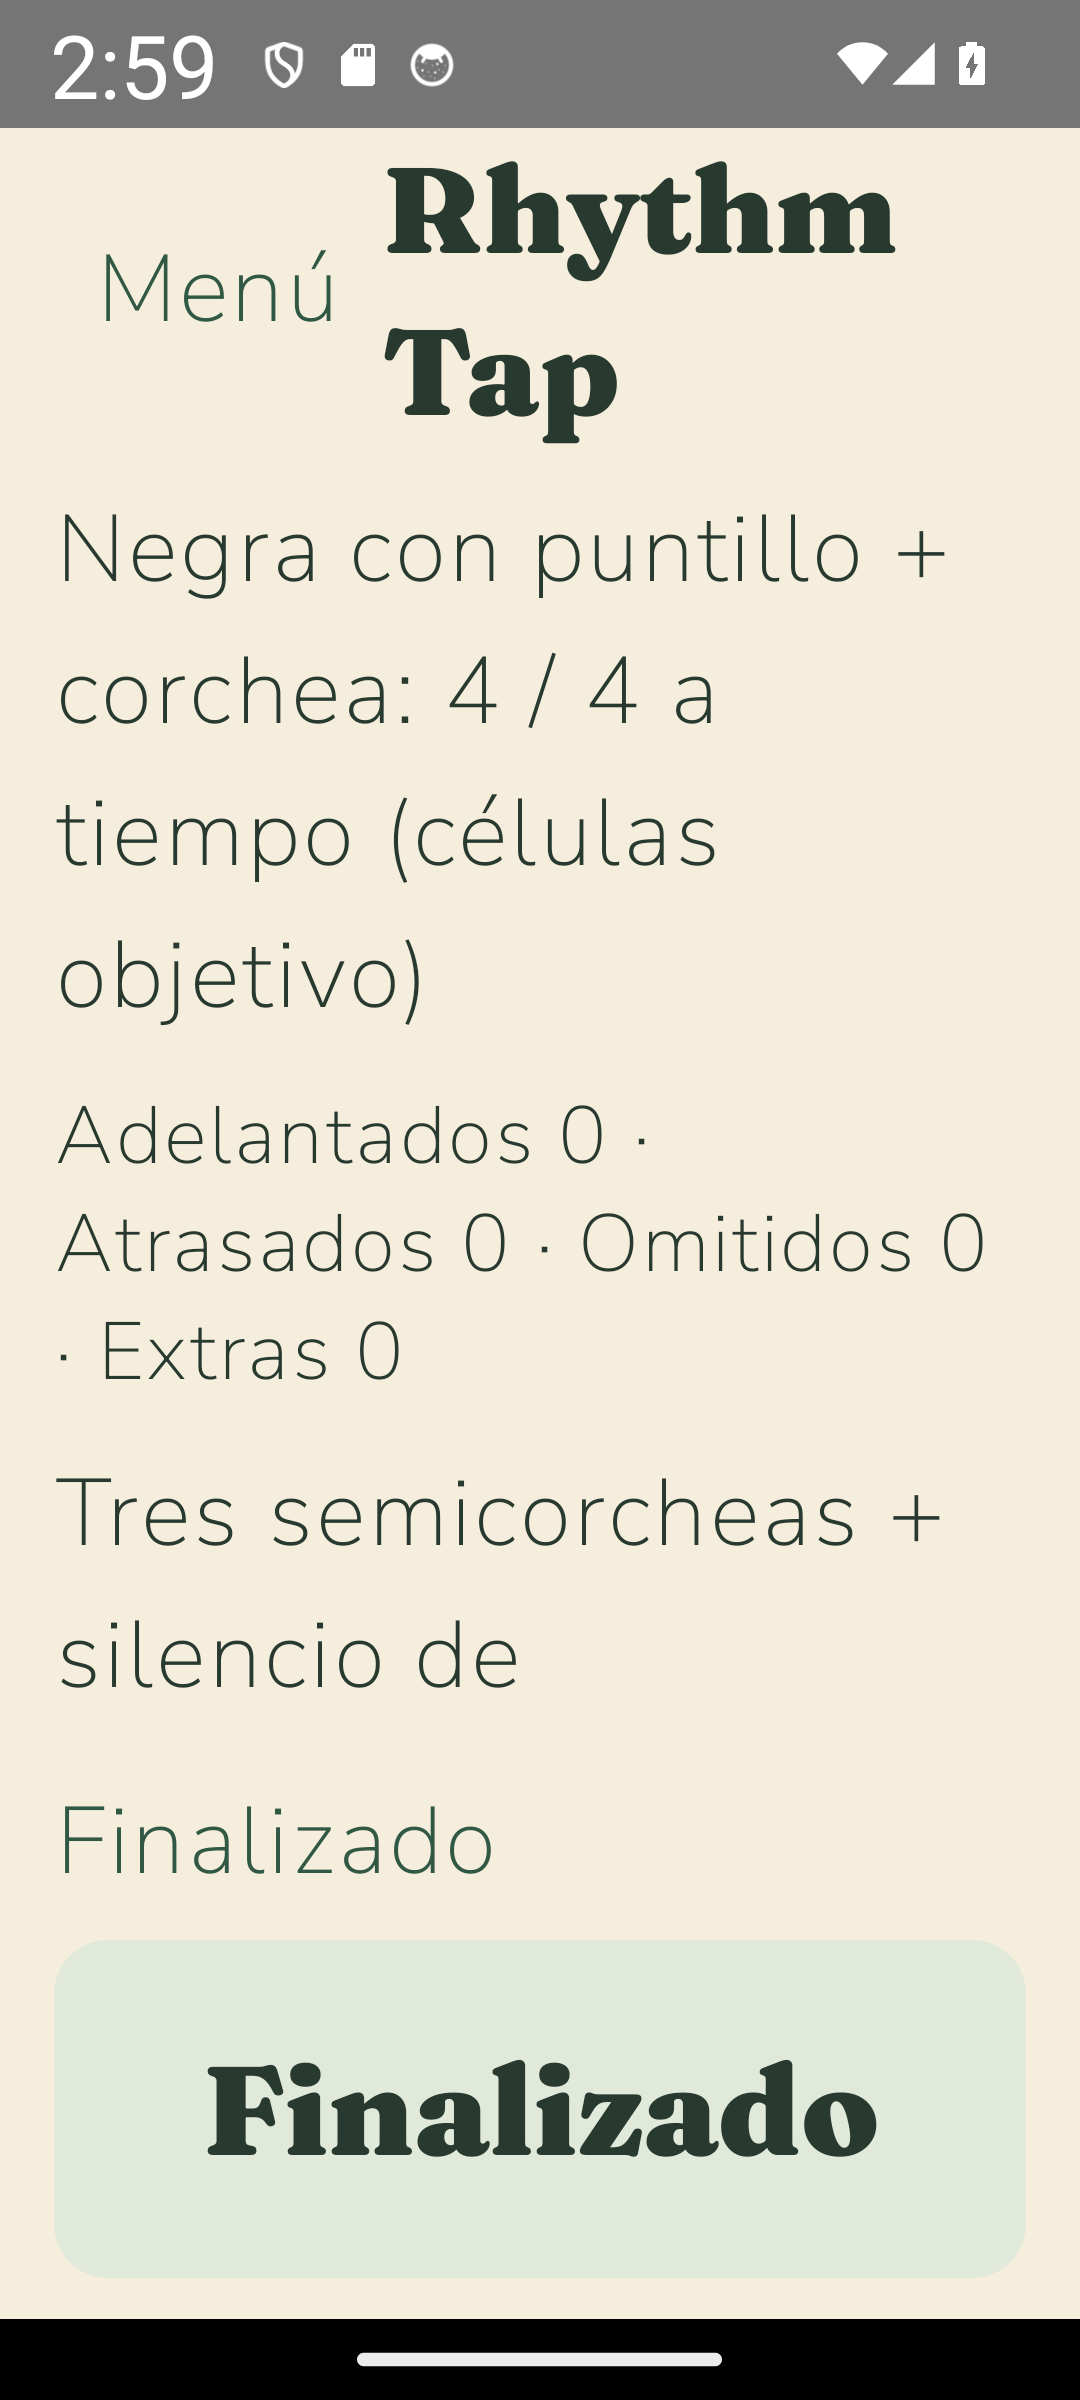 2:59
Menú
Rhythm
Tap
Negra con puntillo +
corchea: 4 / 4 a
tiempo (células
objetivo)
Adelantados 0 ·
Atrasados 0 · Omitidos 0
· Extras 0
Tres semicorcheas +
silencio de
Finalizado
Finalizado